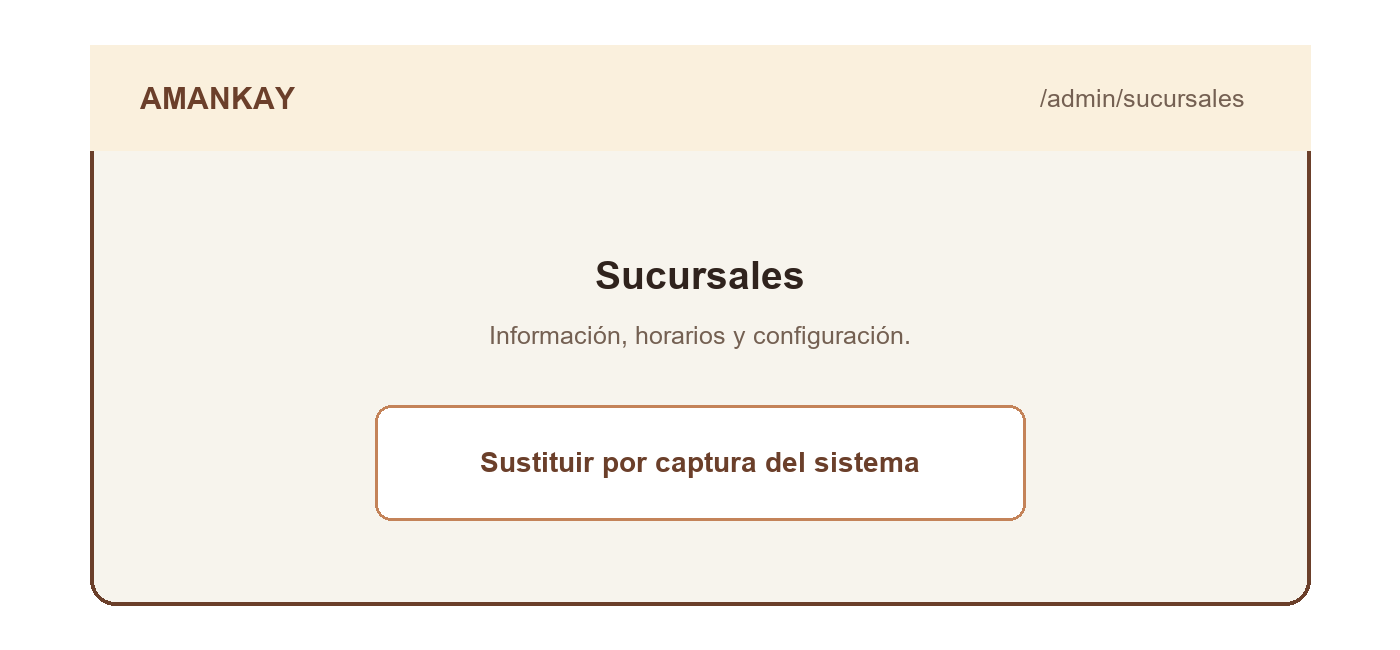 AMANKAY
/admin/sucursales
Sucursales
Información, horarios y configuración.
Sustituir por captura del sistema